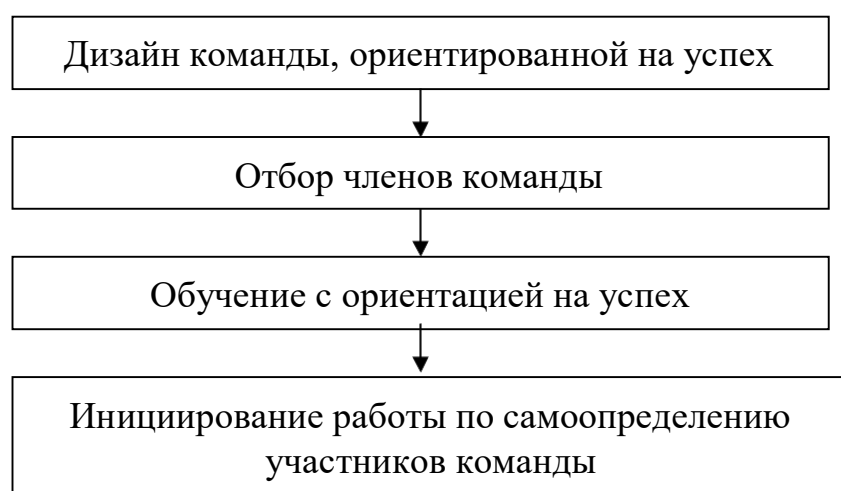 Дизайн команды, ориентированной на успех
Отбор членов команды
Обучение с ориентацией на успех
Инициирование работы по самоопределению
участников команды